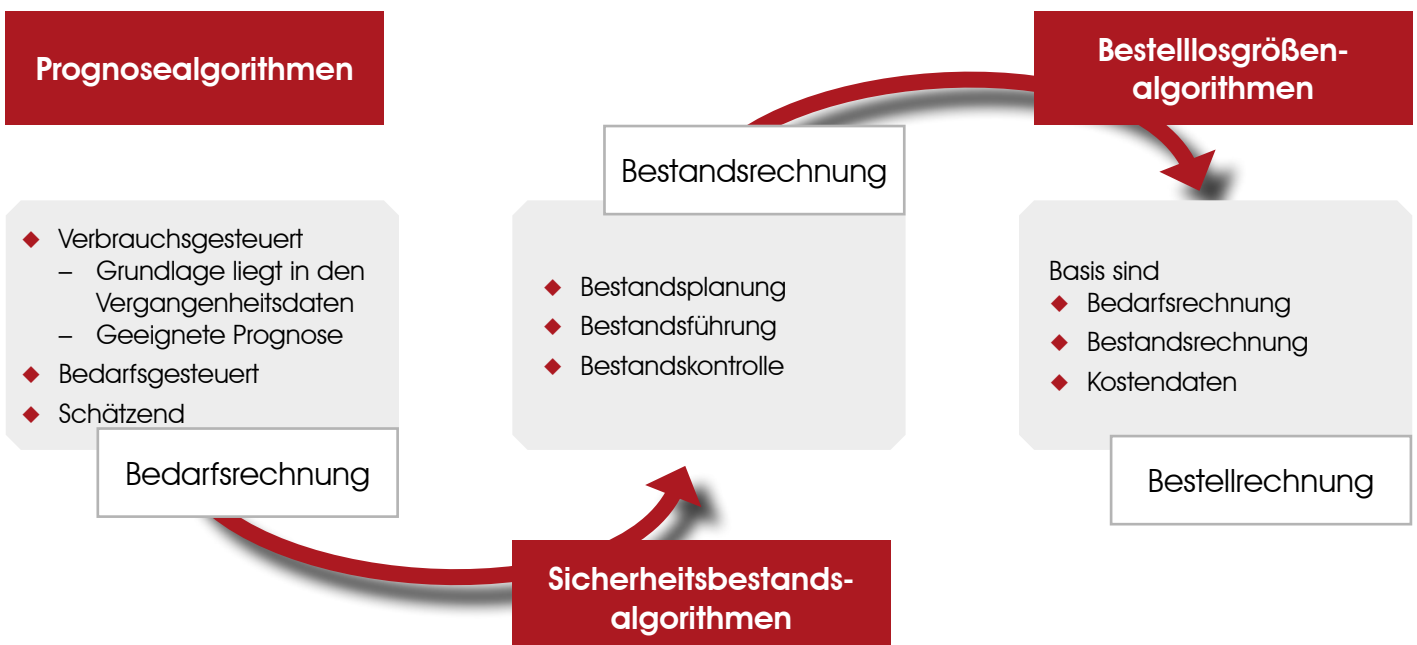 Prognosealgorithmen
◆ Verbrauchsgesteuert
– Grundlage liegt in den
Vergangenheitsdaten
– Geeignete Prognose
◆ Bedarfsgesteuert
◆ Schätzend
Bedarfsrechnung
Bestandsrechnung
◆ Bestandsplanung
◆ Bestandsführung
◆ Bestandskontrolle
Sicherheitsbestands-
algorithmen
Bestelllosgrößen-
algorithmen
Basis sind
◆ Bedarfsrechnung
◆ Bestandsrechnung
◆ Kostendaten
Bestellrechnung